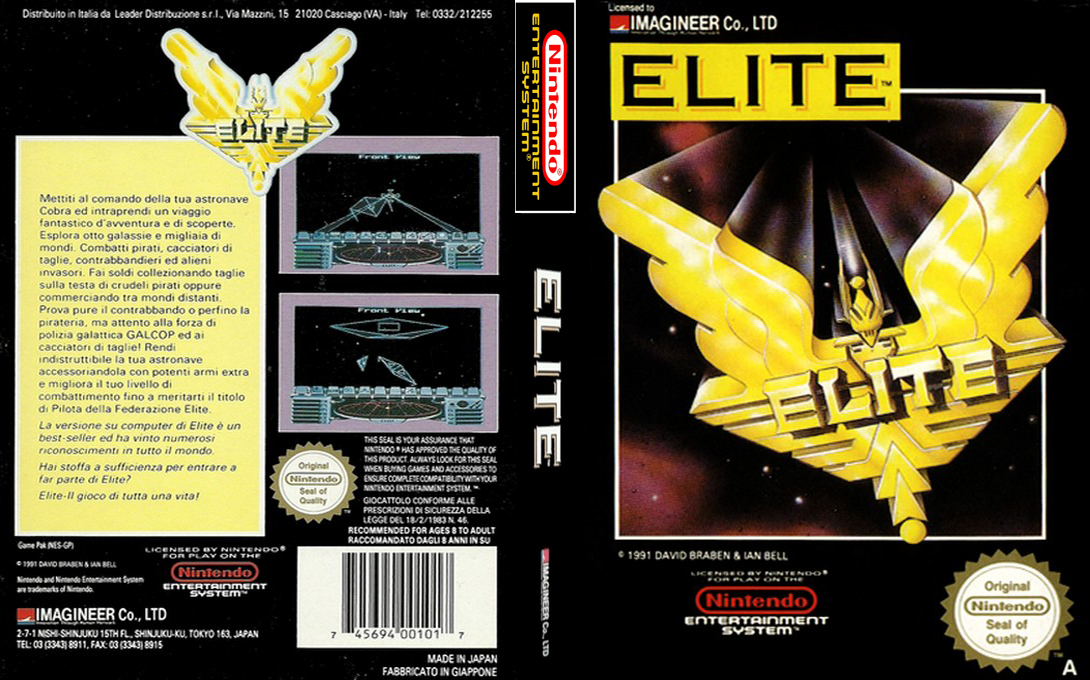 Distribuito in Italia da Leader Distribuzione s.r.l., Via Mazzini, 15 21020 Casciago (VA) - Italy Tel: 0332/212255
ELITE
Mettiti al comando della tua astronave
Cobra ed intraprendi un viaggio
fantastico d'avventura e di scoperte.
Esplora otto galassie e migliaia di
mondi. Combatti pirati, cacciatori di
taglie, contrabbandieri ed alieni
invasori. Fai soldi collezionando taglie
sulla testa di crudeli pirati oppure
commerciando tra mondi distanti.
Prova pure il contrabbando o perfino la
pirateria, ma attento alla forza di
polizia galattica GALCOP ed ai
cacciatori di taglie! Rendi
indistruttibile la tua astronave
accessoriandola con potenti armi extra
e migliora il tuo livello di
combattimento fino a meritarti il titolo
di Pilota della Federazione Elite.
La versione su computer di Elite è un
best-seller ed ha vinto numerosi
riconoscimenti in tutto il mondo.
Hai stoffa a sufficienza per entrare a
far parte di Elite?
Elite-Il gioco di tutta una vita!
Front View
Front View
Original
Nintendo
Seal of
Quality
THIS SEAL IS YOUR ASSURANCE THAT
NINTENDO® HAS APPROVED THE QUALITY OF
THIS PRODUCT. ALWAYS LOOK FOR THIS SEAL
WHEN BUYING GAMES AND ACCESSORIES TO
ENSURE COMPLETE COMPATIBILITY WITH YOUR
NINTENDO ENTERTAINMENT SYSTEM.™
GIOCATTOLO CONFORME ALLE
PRESCRIZIONI DI SICUREZZA DELLA
LEGGE DEL 18/2/1983 N. 46.
RECOMMENDED FOR AGES 8 TO ADULT
RACCOMANDATO DAGLI 8 ANNI IN SU
Game Pak (NES-GP)
© 1991 DAVID BRABEN & IAN BELL
Nintendo and Nintendo Entertainment System
are trademarks of Nintendo.
LICENSED BY NINTENDO®
FOR PLAY ON THE
Nintendo
ENTERTAINMENT
SYSTEM™
IMAGINEER Co., LTD
2-7-1 NISHI-SHINJUKU 15TH FL., SHINJUKU-KU, TOKYO 163, JAPAN
TEL: 03 (3343) 8911, FAX: 03 (3343) 8915
7 45694 00101 7
MADE IN JAPAN
FABBRICATO IN GIAPPONE
Nintendo®
ENTERTAINMENT
SYSTEM®
ELITE
IMAGINEER Co., LTD
Licensed to
IMAGINEER Co., LTD
ELITE™
ELITE
© 1991 DAVID BRABEN & IAN BELL
LICENSED BY NINTENDO®
FOR PLAY ON THE
Nintendo
ENTERTAINMENT
SYSTEM™
Original
Nintendo
Seal of
Quality
™
A